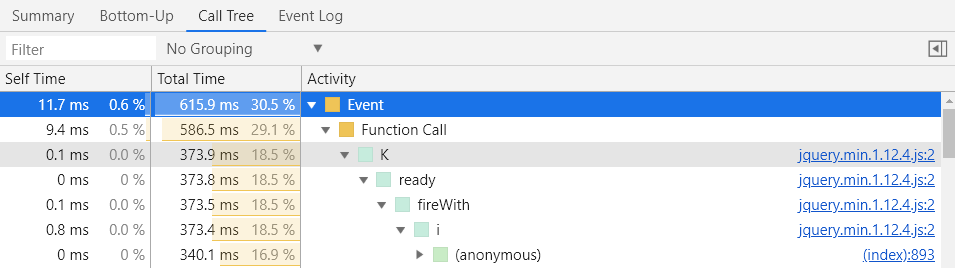 Summary Bottom-Up Call Tree Event Log
Filter No Grouping
Self Time Total Time Activity
11.7 ms 0.6 % 615.9 ms 30.5 % Event
9.4 ms 0.5 % 586.5 ms 29.1 % Function Call
0.1 ms 0.0 % 373.9 ms 18.5 % K jquery.min.1.12.4.js:2
0 ms 0 % 373.8 ms 18.5 % ready jquery.min.1.12.4.js:2
0.1 ms 0.0 % 373.5 ms 18.5 % fireWith jquery.min.1.12.4.js:2
0.8 ms 0.0 % 373.4 ms 18.5 % i jquery.min.1.12.4.js:2
0 ms 0 % 340.1 ms 16.9 % (anonymous) (index):893